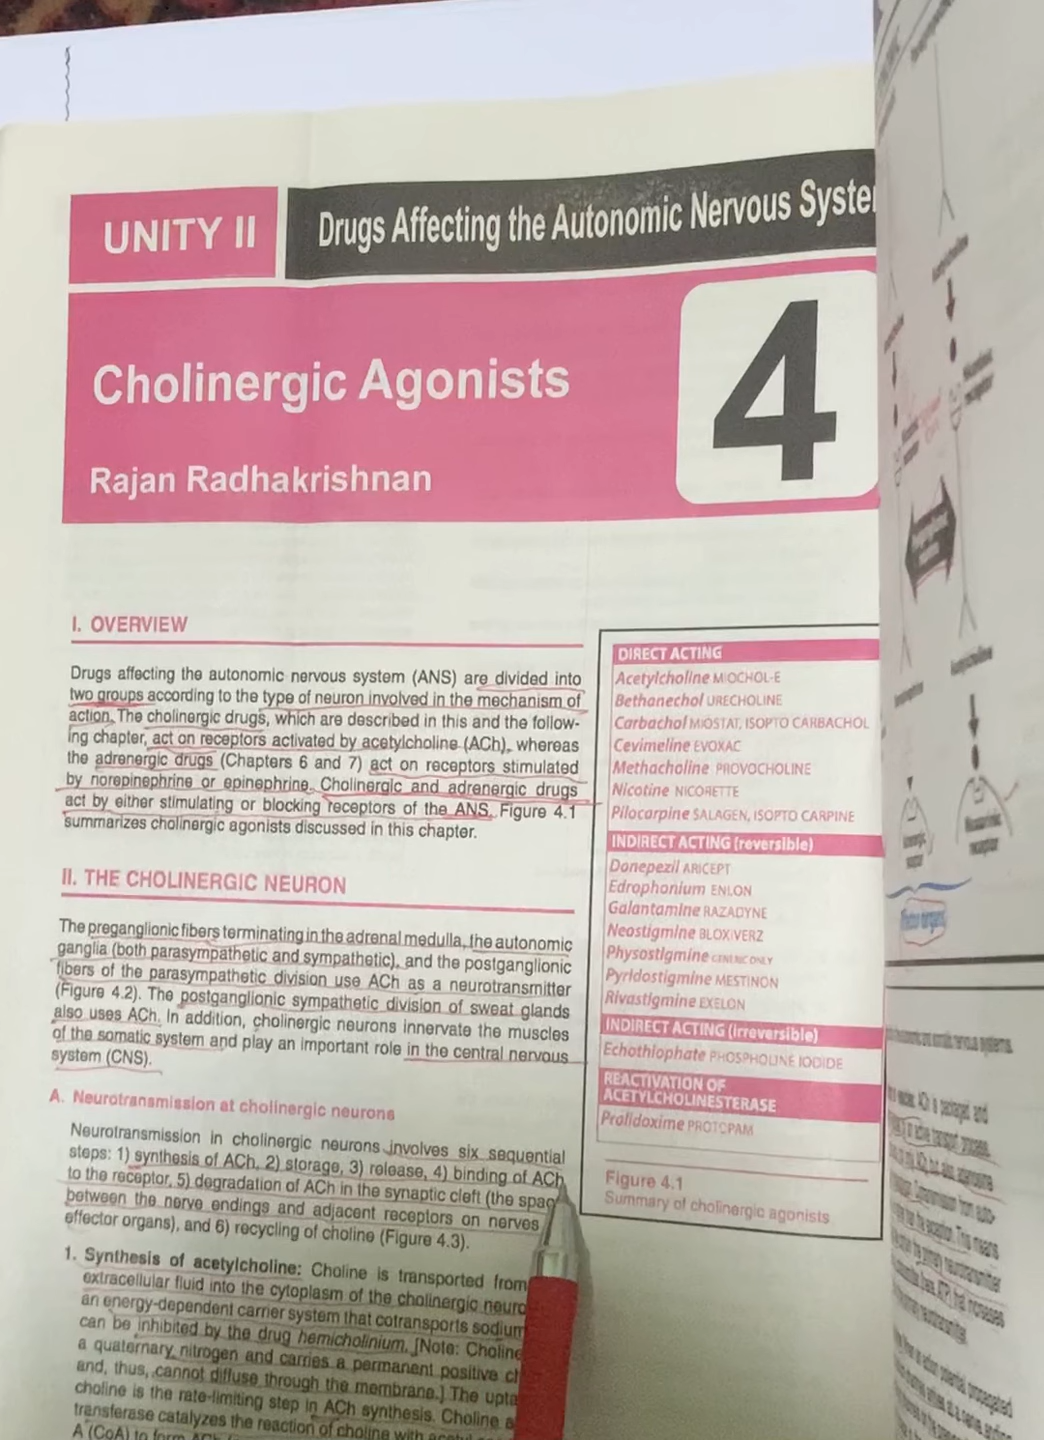 UNITY II
Drugs Affecting the Autonomic Nervous Syste
4
Cholinergic Agonists
Rajan Radhakrishnan
I. OVERVIEW
Drugs affecting the autonomic nervous system (ANS) are divided into
two groups according to the type of neuron involved in the mechanism of
action. The cholinergic drugs, which are described in this and the follow-
ing chapter, act on receptors activated by acetylcholine (ACh), whereas
the adrenergic drugs (Chapters 6 and 7) act on receptors stimulated
by norepinephrine or epinephrine. Cholinergic and adrenergic drugs
act by either stimulating or blocking receptors of the ANS. Figure 4.1
summarizes cholinergic agonists discussed in this chapter.
II. THE CHOLINERGIC NEURON
The preganglionic fibers terminating in the adrenal medulla, the autonomic
ganglia (both parasympathetic and sympathetic), and the postganglionic
fibers of the parasympathetic division use ACh as a neurotransmitter
(Figure 4.2). The postganglionic sympathetic division of sweat glands
also uses ACh. In addition, cholinergic neurons innervate the muscles
of the somatic system and play an important role in the central nervous
system (CNS).
A. Neurotransmission at cholinergic neurons
Neurotransmission in cholinergic neurons involves six sequential
steps: 1) synthesis of ACh, 2) storage, 3) release, 4) binding of ACh
to the receptor, 5) degradation of ACh in the synaptic cleft (the spac
between the nerve endings and adjacent receptors on nerves
effector organs), and 6) recycling of choline (Figure 4.3).
1. Synthesis of acetylcholine: Choline is transported from
extracellular fluid into the cytoplasm of the cholinergic neuro
an energy-dependent carrier system that cotransports sodium
can be inhibited by the drug hemicholinium. [Note: Choline
a quaternary nitrogen and carries a permanent positive ch
and, thus, cannot diffuse through the membrane.] The upta
choline is the rate-limiting step in ACh synthesis. Choline a
transferase catalyzes the reaction of choline with
A (CoA) to form
DIRECT ACTING
Acetylcholine MIOCHOL-E
Bethanechol URECHOLINE
Carbachol MIOSTAT, ISOPTO CARBACHOL
Cevimeline EVOXAC
Methacholine PROVOCHOLINE
Nicotine NICORETTE
Pilocarpine SALAGEN, ISOPTO CARPINE
INDIRECT ACTING (reversible)
Donepezil ARICEPT
Edrophonium ENLON
Galantamine RAZADYNE
Neostigmine BLOXIVERZ
Physostigmine GENERIC ONLY
Pyridostigmine MESTINON
Rivastigmine EXELON
INDIRECT ACTING (irreversible)
Echothiophate PHOSPHOLINE IODIDE
REACTIVATION OF
ACETYLCHOLINESTERASE
Pralidoxime PROTOPAM
Figure 4.1
Summary of cholinergic agonists